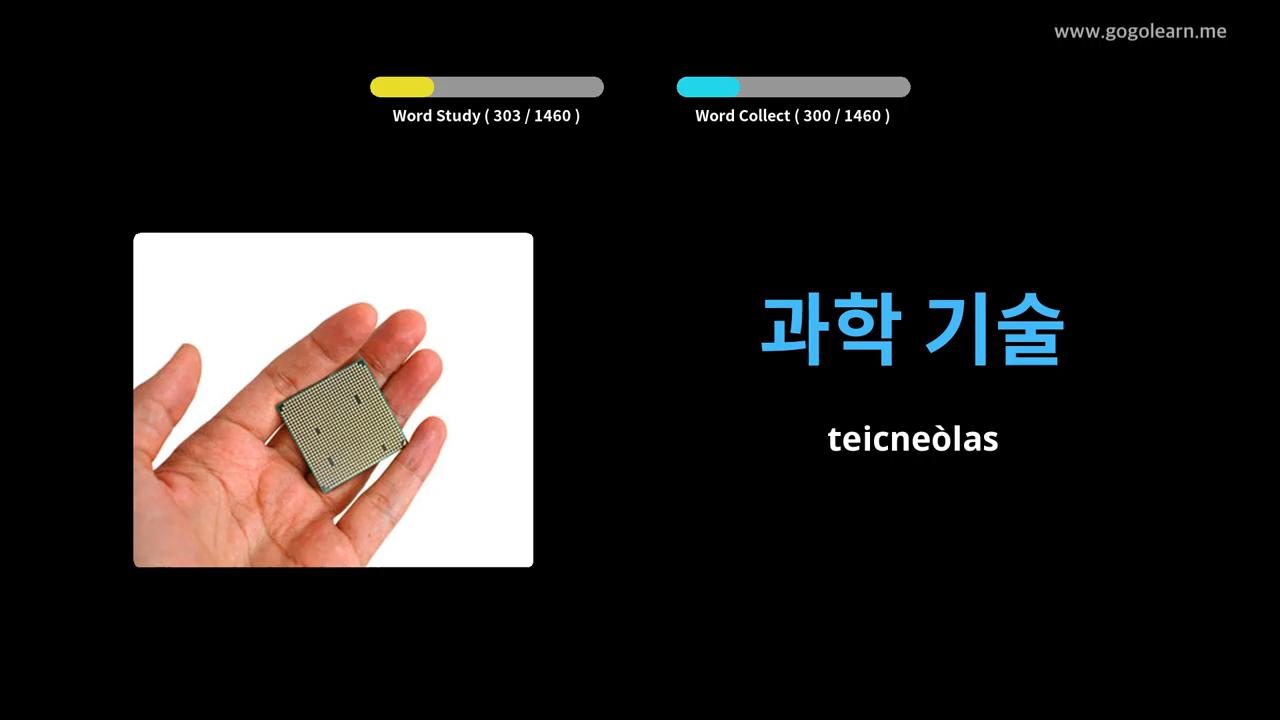 www.gogolearn.me
Word Study ( 303 / 1460 )
Word Collect ( 300 / 1460 )
과학 기술
teicneòlas